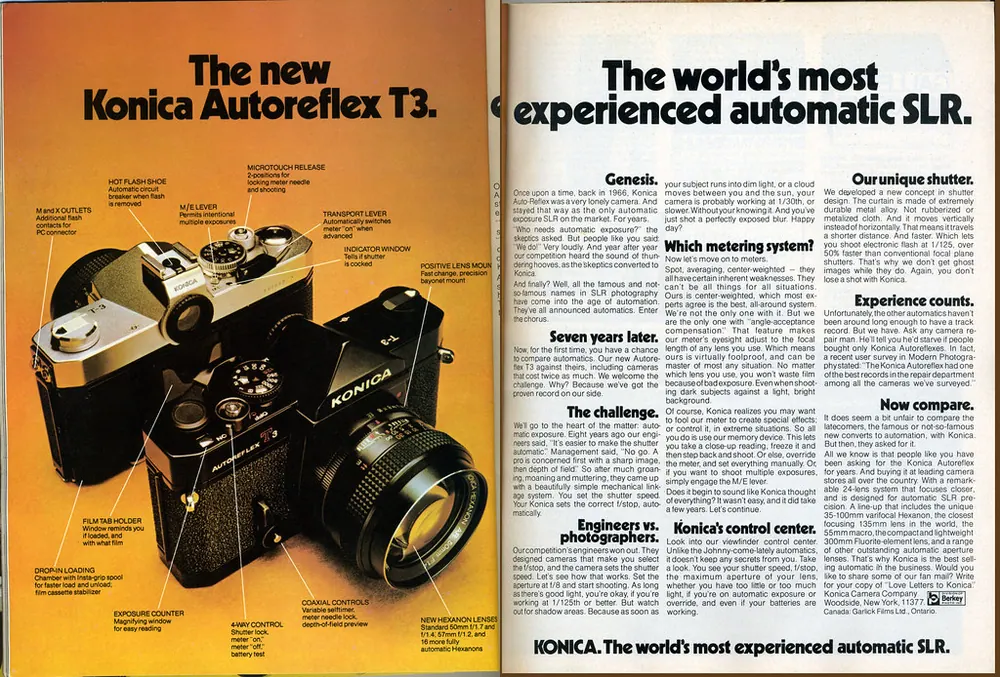 The new
Konica Autoreflex T3.
MICROTOUCH RELEASE
2-positions for
locking meter needle
and shooting
HOT FLASH SHOE
Automatic circuit
breaker when flash
is removed
M/E LEVER
Permits intentional
multiple exposures
M and X OUTLETS
Additional flash
contacts for
PC connector
TRANSPORT LEVER
Automatically switches
meter "on" when
advanced
INDICATOR WINDOW
Tells if shutter
is cocked
POSITIVE LENS MOUN
Fast change, precision
bayonet mount
KONICA
T3
KONICA
AUTOREFLEX T3
FILM TAB HOLDER
Window reminds you
if loaded, and
with what film
DROP-IN LOADING
Chamber with Insta-grip spool
for faster load and unload,
film cassette stabilizer
EXPOSURE COUNTER
Magnifying window
for easy reading
4-WAY CONTROL
Shutter lock,
meter "on,"
meter "off,"
battery test
COAXIAL CONTROLS
Variable selftimer,
meter needle lock,
depth-of-field preview
NEW HEXANON LENSES
Standard 50mm f/1.7 and
f/1.4, 57mm f/1.2, and
16 more fully
automatic Hexanons
The world's most
experienced automatic SLR.
Genesis.
Once upon a time, back in 1966, Konica
Auto-Reflex was a very lonely camera. And
stayed that way as the only automatic
exposure SLR on the market. For years.
"Who needs automatic exposure?" the
skeptics asked. But people like you said
"We do!" Very loudly. And year after year
our competition heard the sound of thun-
dering hooves, as the skeptics converted to
Konica.
And finally? Well, all the famous and not-
so-famous names in SLR photography
have come into the age of automation.
They've all announced automatics. Enter
the chorus.
Seven years later.
Now, for the first time, you have a chance
to compare automatics. Our new Autore-
flex T3 against theirs, including cameras
that cost twice as much. We welcome the
challenge. Why? Because we've got the
proven record on our side.
The challenge.
We'll go to the heart of the matter: auto-
matic exposure. Eight years ago our engi-
neers said, "It's easier to make the shutter
automatic." Management said, "No go. A
pro is concerned first with a sharp image,
then depth of field." So after much groan-
ing, moaning and muttering, they came up
with a beautifully simple mechanical link-
age system. You set the shutter speed.
Your Konica sets the correct f/stop, auto-
matically.
Engineers vs.
photographers.
Our competition's engineers won out. They
designed cameras that make you select
the f/stop, and the camera sets the shutter
speed. Let's see how that works. Set the
aperture at f/8 and start shooting. As long
as there's good light, you're okay, if you're
working at 1/125th or better. But watch
out for shadow areas. Because as soon as
your subject runs into dim light, or a cloud
moves between you and the sun, your
camera is probably working at 1/30th, or
slower. Without your knowing it. And you've
just shot a perfectly exposed blur. Happy
day?
Which metering system?
Now let's move on to meters.
Spot, averaging, center-weighted — they
all have certain inherent weaknesses. They
can't be all things for all situations.
Ours is center-weighted, which most ex-
perts agree is the best, all-around system.
We're not the only one with it. But we
are the only one with "angle-acceptance
compensation." That feature makes
our meter's eyesight adjust to the focal
length of any lens you use. Which means
ours is virtually foolproof, and can be
master of most any situation. No matter
which lens you use, you won't waste film
because of bad exposure. Even when shoot-
ing dark subjects against a light, bright
background.
Of course, Konica realizes you may want
to fool our meter to create special effects;
or control it, in extreme situations. So all
you do is use our memory device. This lets
you take a close-up reading, freeze it and
then step back and shoot. Or else, override
the meter, and set everything manually. Or,
if you want to shoot multiple exposures,
simply engage the M/E lever.
Does it begin to sound like Konica thought
of everything? It wasn't easy, and it did take
a few years. Let's continue.
Konica's control center.
Look into our viewfinder control center.
Unlike the Johnny-come-lately automatics,
it doesn't keep any secrets from you. Take
a look. You see your shutter speed, f/stop,
the maximum aperture of your lens,
whether you have too little or too much
light, if you're on automatic exposure or
override, and even if your batteries are
working.
Our unique shutter.
We developed a new concept in shutter
design. The curtain is made of extremely
durable metal alloy. Not rubberized or
metalized cloth. And it moves vertically
instead of horizontally. That means it travels
a shorter distance. And faster. Which lets
you shoot electronic flash at 1/125, over
50% faster than conventional focal plane
shutters. That's why we don't get ghost
images while they do. Again, you don't
lose a shot with Konica.
Experience counts.
Unfortunately, the other automatics haven't
been around long enough to have a track
record. But we have. Ask any camera re-
pair man. He'll tell you he'd starve if people
bought only Konica Autoreflexes. In fact,
a recent user survey in Modern Photogra-
phy stated: "The Konica Autoreflex had one
of the best records in the repair department
among all the cameras we've surveyed."
Now compare.
It does seem a bit unfair to compare the
latecomers, the famous or not-so-famous
new converts to automation, with Konica.
But then, they asked for it.
All we know is that people like you have
been asking for the Konica Autoreflex
for years. And buying it at leading camera
stores all over the country. With a remark-
able 24-lens system that focuses closer,
and is designed for automatic SLR pre-
cision. A line-up that includes the unique
35-100mm varifocal Hexanon, the closest
focusing 135mm lens in the world, the
55mm macro, the compact and lightweight
300mm Fluorite-element lens, and a range
of other outstanding automatic aperture
lenses. That's why Konica is the best sell-
ing automatic in the business. Would you
like to share some of our fan mail? Write
for your copy of "Love Letters to Konica."
Konica Camera Company
Woodside, New York, 11377.
Canada: Garlick Films Ltd., Ontario.
Berkey
KONICA. The world's most experienced automatic SLR.